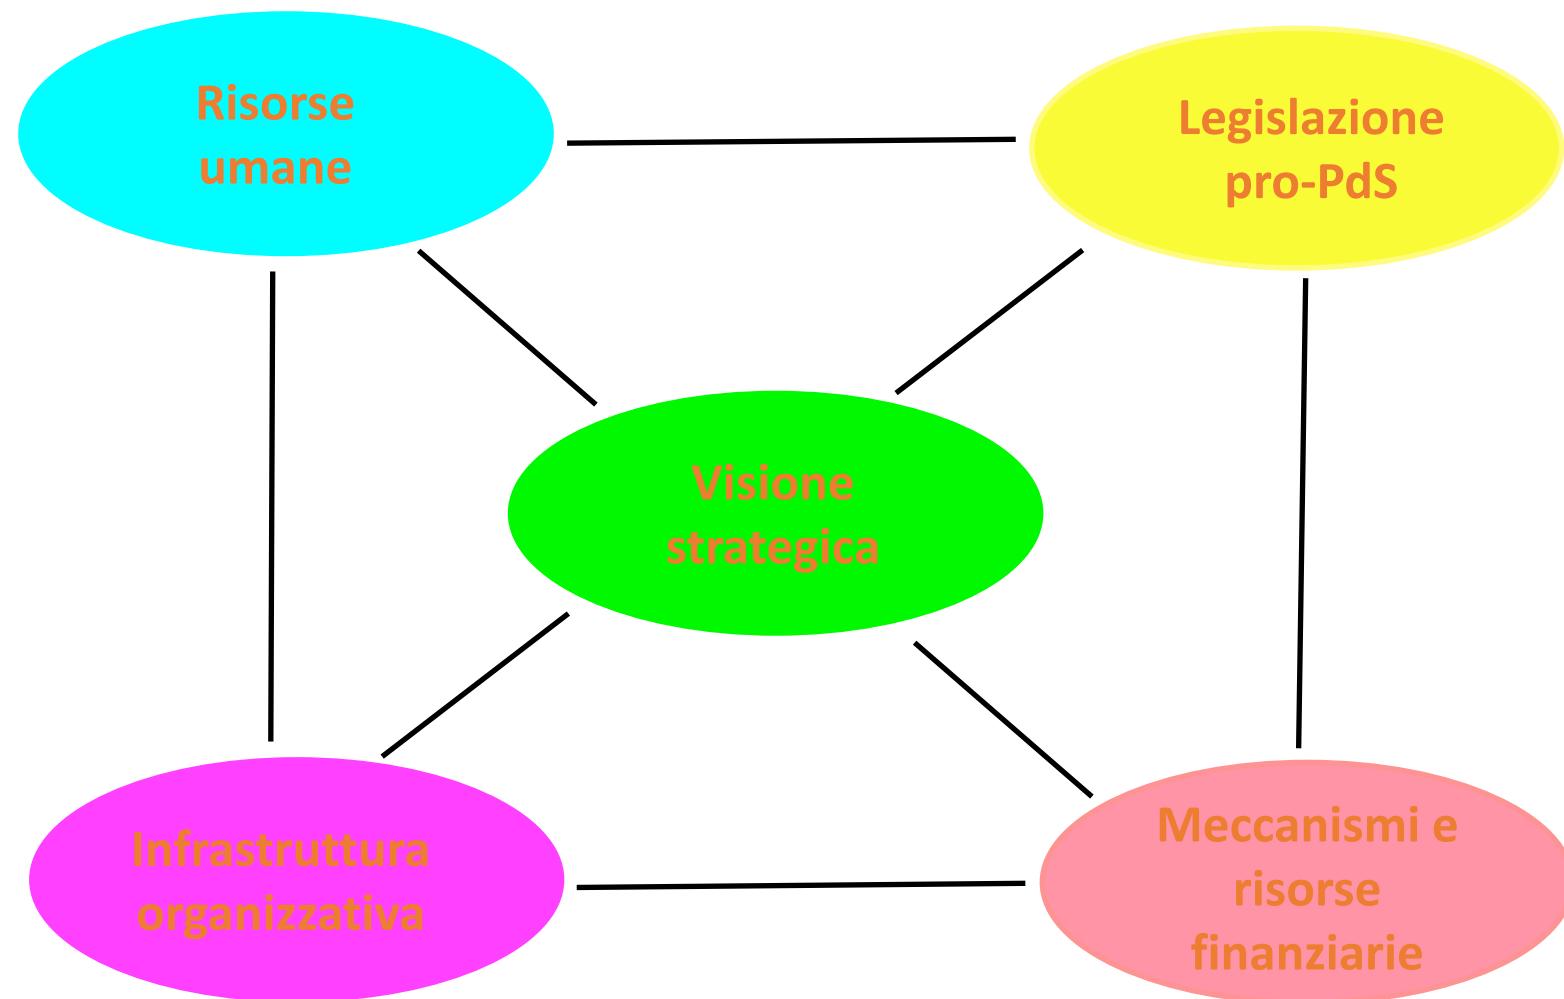 Risorse
umane
Legislazione
pro-PdS
Visione
strategica
Infrastruttura
organizzativa
Meccanismi e
risorse
finanziarie